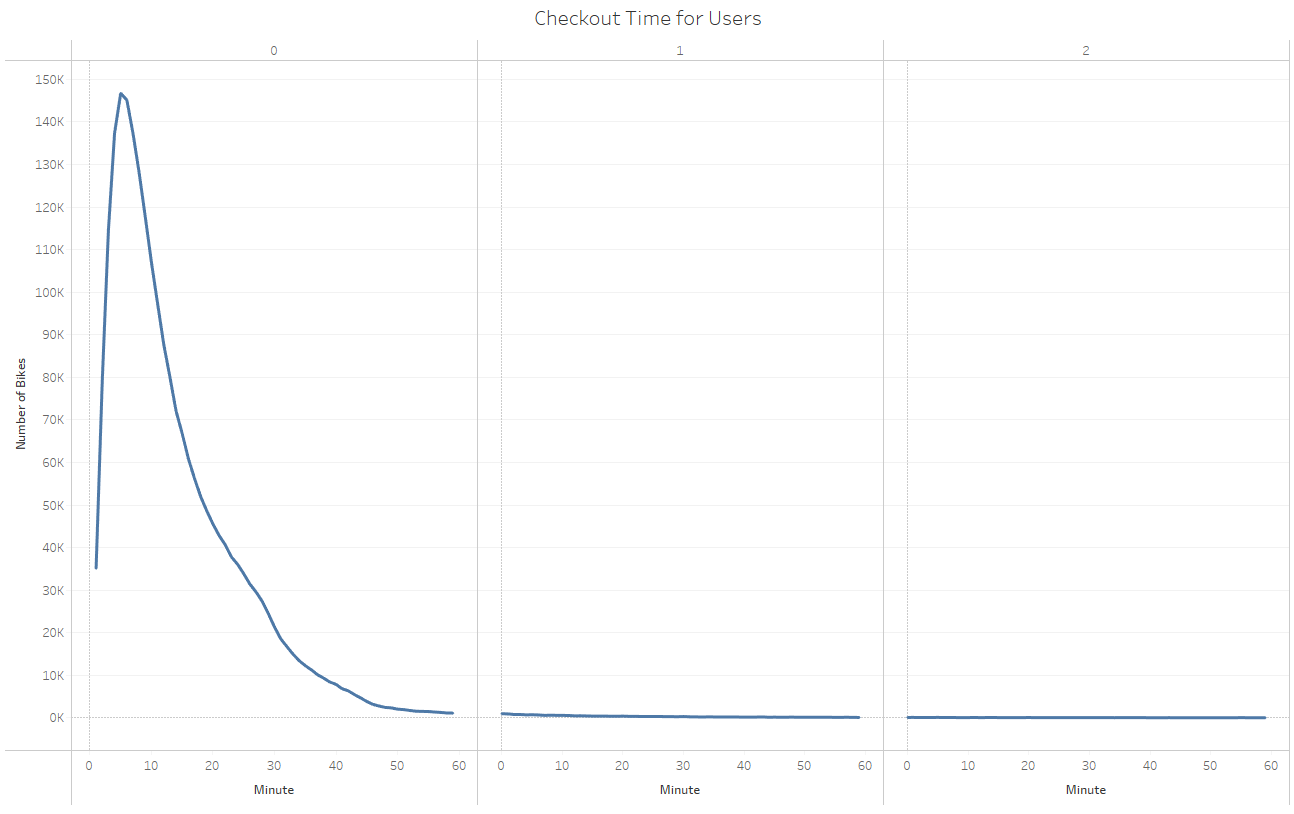 Checkout Time for Users
0 1 2
150K
140K
130K
120K
110K
100K
90K
80K
70K
60K
50K
40K
30K
20K
10K
0K
Number of Bikes
0 10 20 30 40 50 60 0 10 20 30 40 50 60 0 10 20 30 40 50 60
Minute Minute Minute